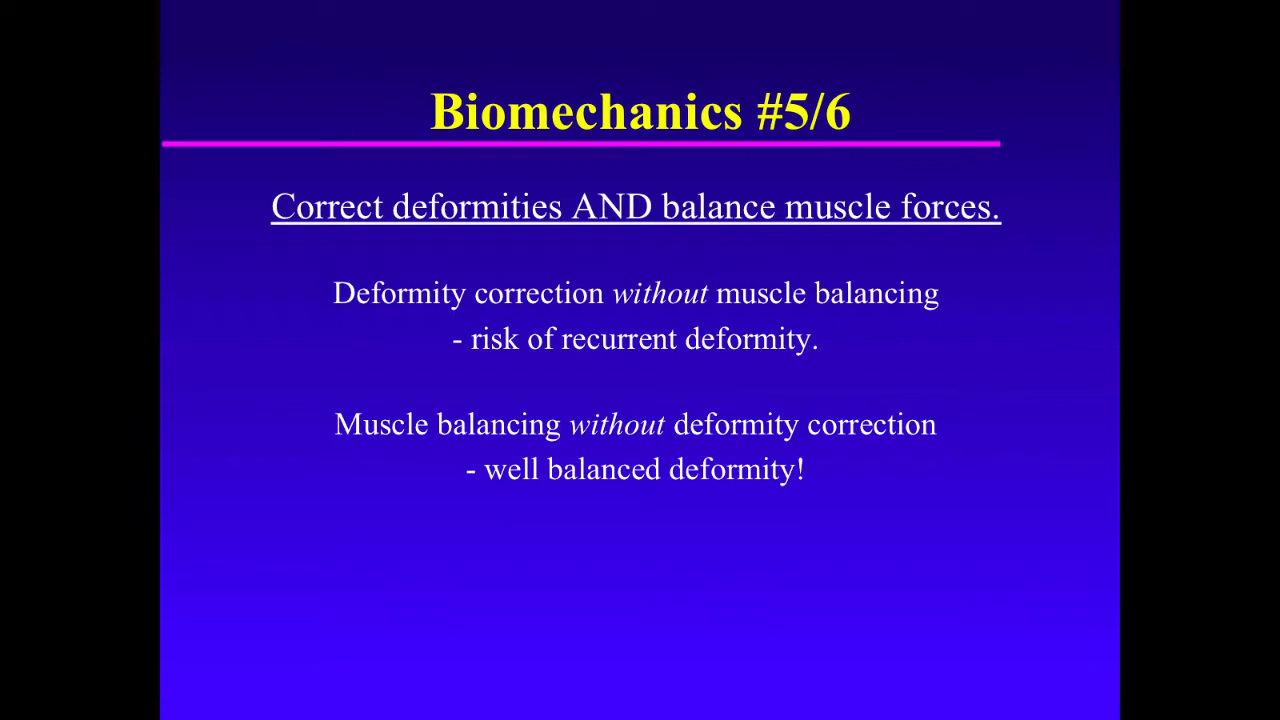 Biomechanics #5/6
Correct deformities AND balance muscle forces.
Deformity correction without muscle balancing
- risk of recurrent deformity.
Muscle balancing without deformity correction
- well balanced deformity!